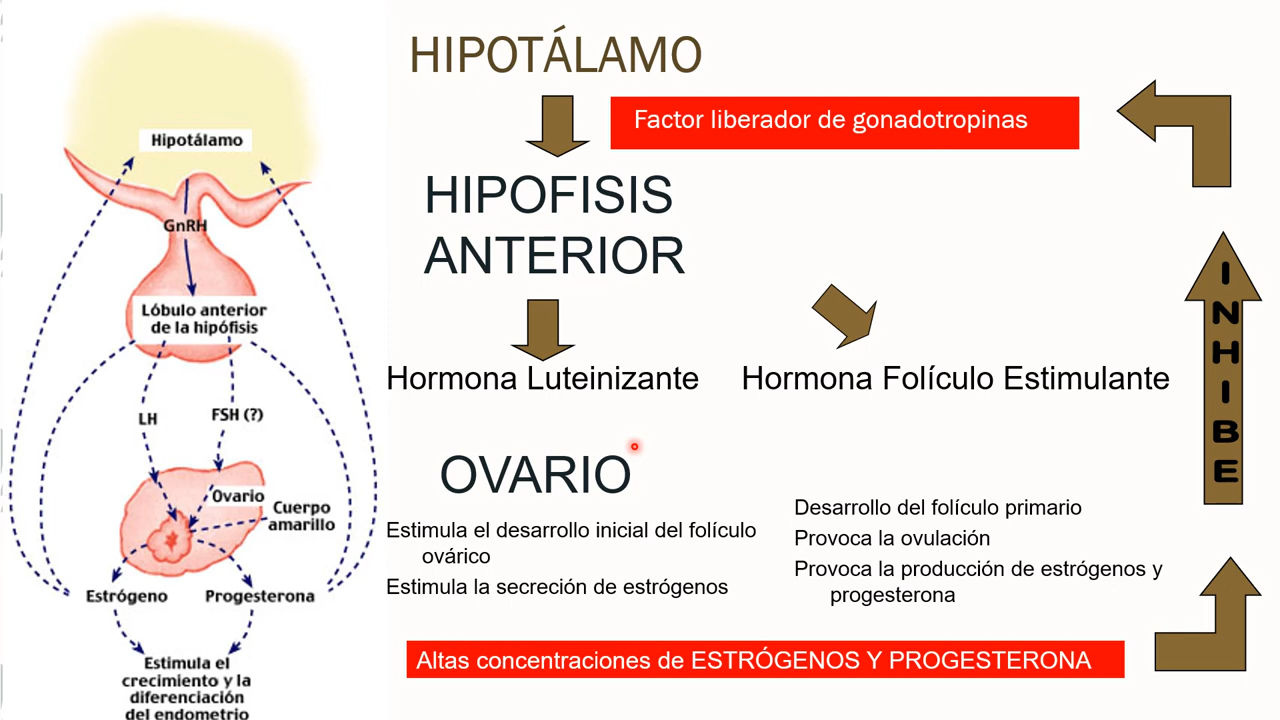 Hipotálamo
GnRH
Lóbulo anterior
de la hipófisis
LH
FSH (?)
Ovario
Cuerpo
amarillo
Estrógeno
Progesterona
Estimula el
crecimiento y la
diferenciación
del endometrio
HIPOTÁLAMO
Factor liberador de gonadotropinas
HIPOFISIS
ANTERIOR
Hormona Luteinizante
Hormona Folículo Estimulante
OVARIO
Estimula el desarrollo inicial del folículo
ovárico
Estimula la secreción de estrógenos
Desarrollo del folículo primario
Provoca la ovulación
Provoca la producción de estrógenos y
progesterona
Altas concentraciones de ESTRÓGENOS Y PROGESTERONA
INHIBE